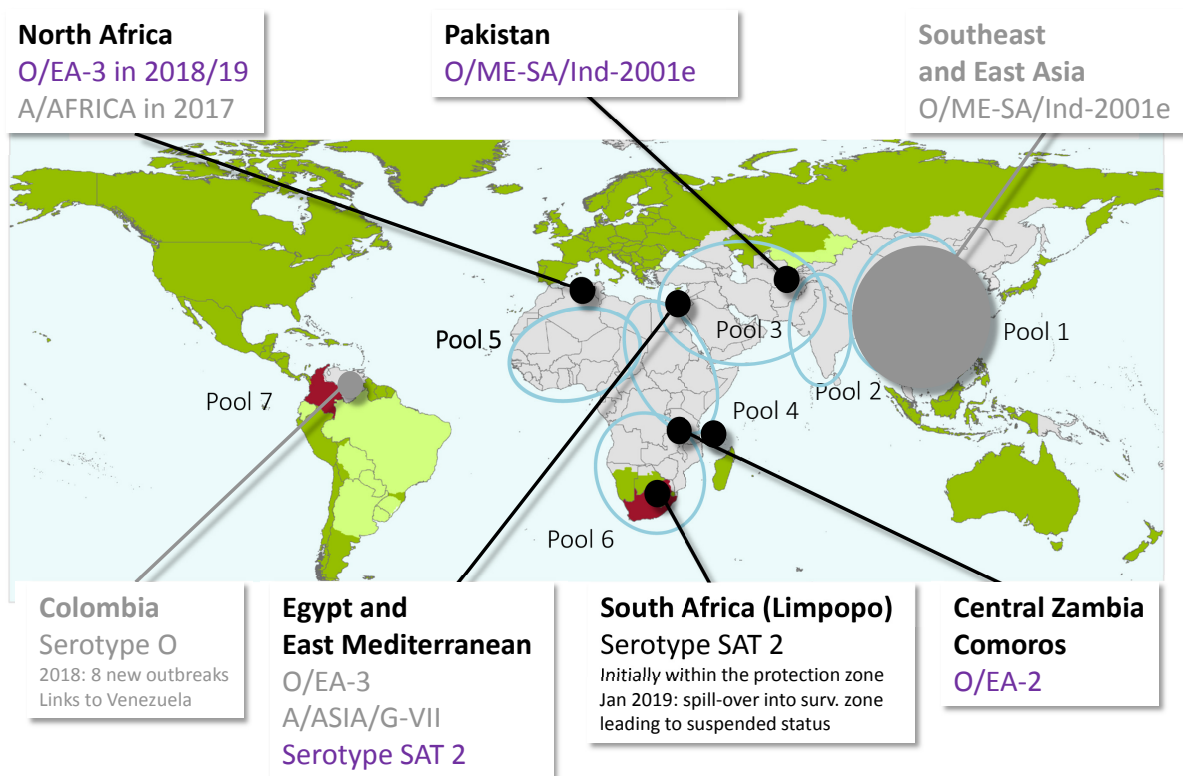 North Africa
O/EA-3 in 2018/19
A/AFRICA in 2017
Pakistan
O/ME-SA/Ind-2001e
Southeast
and East Asia
O/ME-SA/Ind-2001e
Pool 5
Pool 3
Pool 1
Pool 7
Pool 2
Pool 4
Pool 6
Colombia
Serotype O
2018: 8 new outbreaks
Links to Venezuela
Egypt and
East Mediterranean
O/EA-3
A/ASIA/G-VII
Serotype SAT 2
South Africa (Limpopo)
Serotype SAT 2
Initially within the protection zone
Jan 2019: spill-over into surv. zone
leading to suspended status
Central Zambia
Comoros
O/EA-2